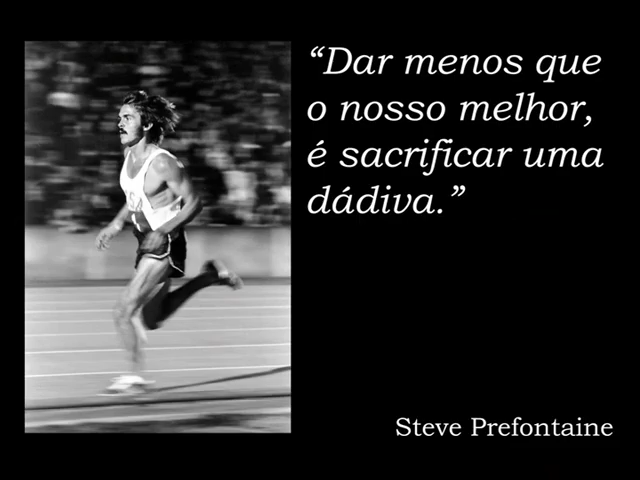 “Dar menos que
o nosso melhor,
é sacrificar uma
dádiva.”
Steve Prefontaine